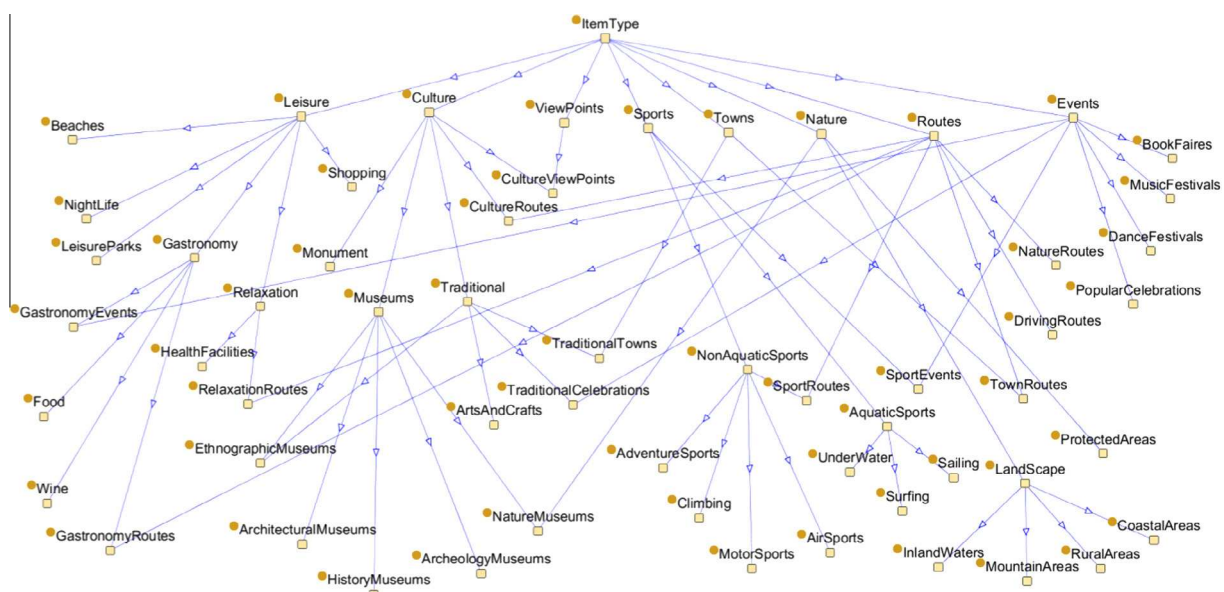 ItemType
Leisure
Culture
ViewPoints
Sports
Towns
Nature
Routes
Events
Beaches
BookFaires
Shopping
CultureViewPoints
MusicFestivals
NightLife
CultureRoutes
LeisureParks
Gastronomy
Monument
NatureRoutes
DanceFestivals
GastronomyEvents
Relaxation
Museums
Traditional
PopularCelebrations
DrivingRoutes
HealthFacilities
TraditionalTowns
NonAquaticSports
RelaxationRoutes
TraditionalCelebrations
SportRoutes
SportEvents
TownRoutes
Food
ArtsAndCrafts
AquaticSports
EthnographicMuseums
AdventureSports
UnderWater
Sailing
LandScape
ProtectedAreas
Wine
Climbing
Surfing
GastronomyRoutes
ArchitecturalMuseums
NatureMuseums
CoastalAreas
HistoryMuseums
ArcheologyMuseums
MotorSports
AirSports
InlandWaters
MountainAreas
RuralAreas